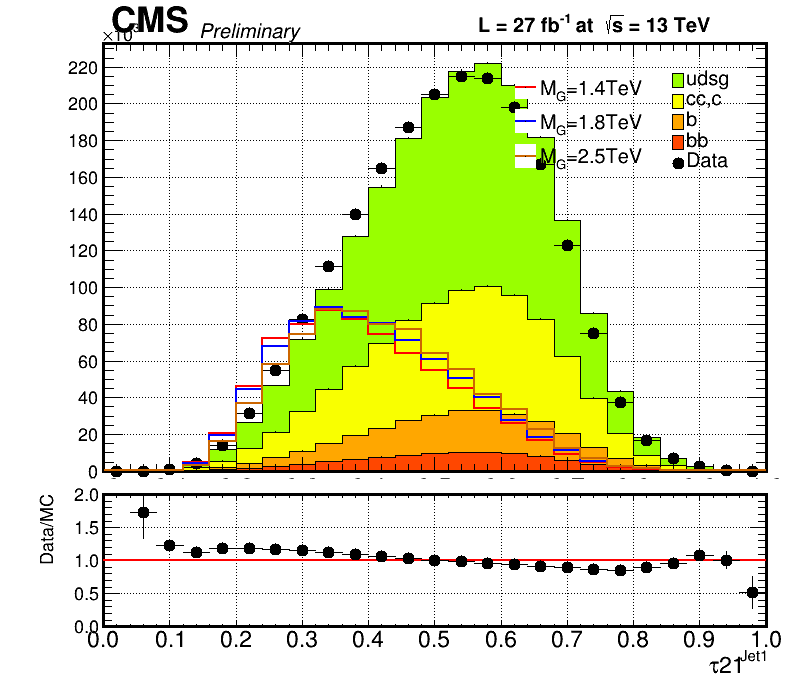 CMS Preliminary L = 27 fb⁻¹ at √s = 13 TeV
×10³
220
200
180
160
140
120
100
80
60
40
20
0
M_G=1.4TeV
M_G=1.8TeV
M_G=2.5TeV
udsg
cc,c
b
bb
Data
Data/MC
2.0
1.5
1.0
0.5
0.0
0.0 0.1 0.2 0.3 0.4 0.5 0.6 0.7 0.8 0.9 1.0
τ21^Jet1